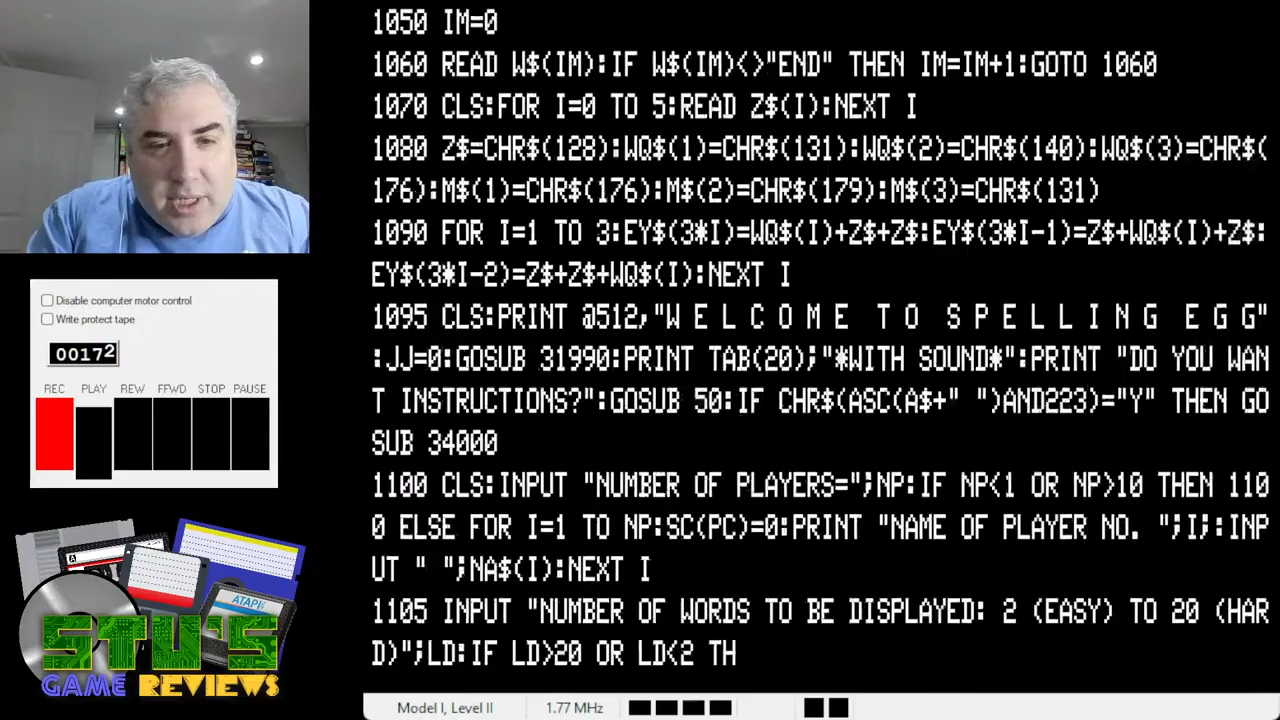 1050 IM=0
1060 READ W$(IM):IF W$(IM)<>"END" THEN IM=IM+1:GOTO 1060
1070 CLS:FOR I=0 TO 5:READ Z$(I):NEXT I
1080 Z$=CHR$(128):WQ$(1)=CHR$(131):WQ$(2)=CHR$(140):WQ$(3)=CHR$(
176):M$(1)=CHR$(176):M$(2)=CHR$(179):M$(3)=CHR$(131)
1090 FOR I=1 TO 3:EY$(3*I)=WQ$(I)+Z$+Z$:EY$(3*I-1)=Z$+WQ$(I)+Z$:
EY$(3*I-2)=Z$+Z$+WQ$(I):NEXT I
1095 CLS:PRINT @512,"W E L C O M E   T O   S P E L L I N G   E G G"
:JJ=0:GOSUB 31990:PRINT TAB(20);"*WITH SOUND*":PRINT "DO YOU WAN
T INSTRUCTIONS?":GOSUB 50:IF CHR$(ASC(A$+" ")AND223)="Y" THEN GO
SUB 34000
1100 CLS:INPUT "NUMBER OF PLAYERS=";NP:IF NP<1 OR NP>10 THEN 110
0 ELSE FOR I=1 TO NP:SC(PC)=0:PRINT "NAME OF PLAYER NO. ";I;:INP
UT " ";NA$(I):NEXT I
1105 INPUT "NUMBER OF WORDS TO BE DISPLAYED: 2 (EASY) TO 20 (HAR
D)";LD:IF LD>20 OR LD<2 TH
Disable computer motor control
Write protect tape
00172
REC PLAY REW FFWD STOP PAUSE
A
ATARI
STU'S
GAME REVIEWS
Model I, Level II 1.77 MHz